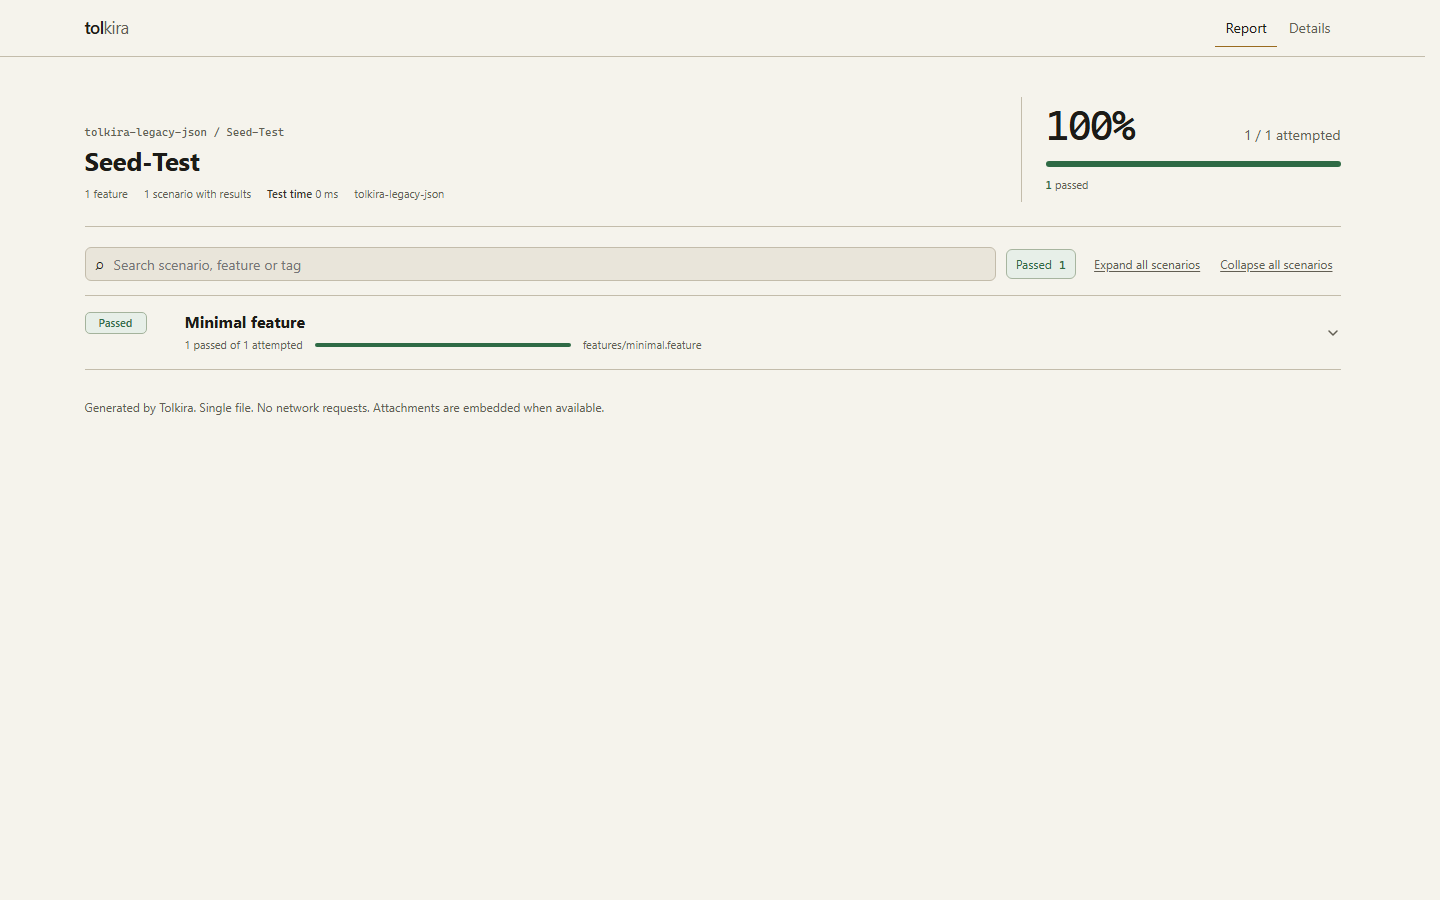 tolkira
Report Details
tolkira-legacy-json / Seed-Test
Seed-Test
1 feature 1 scenario with results Test time 0 ms tolkira-legacy-json
100% 1 / 1 attempted
1 passed
Search scenario, feature or tag
Passed 1 Expand all scenarios Collapse all scenarios
Passed Minimal feature
1 passed of 1 attempted features/minimal.feature
Generated by Tolkira. Single file. No network requests. Attachments are embedded when available.